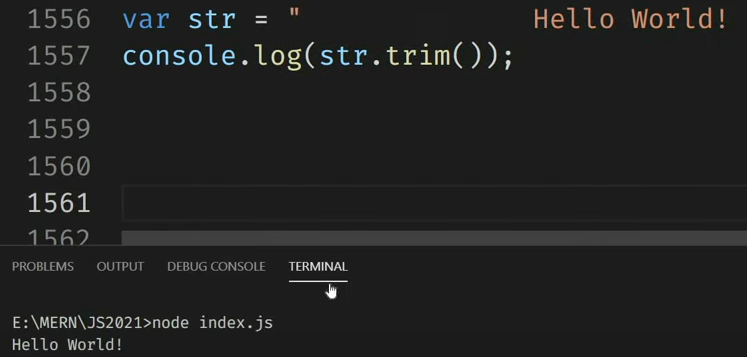 1556 var str = "                Hello World!
1557 console.log(str.trim());
1558
1559
1560
1561
1562
PROBLEMS OUTPUT DEBUG CONSOLE TERMINAL
E:\MERN\JS2021>node index.js
Hello World!